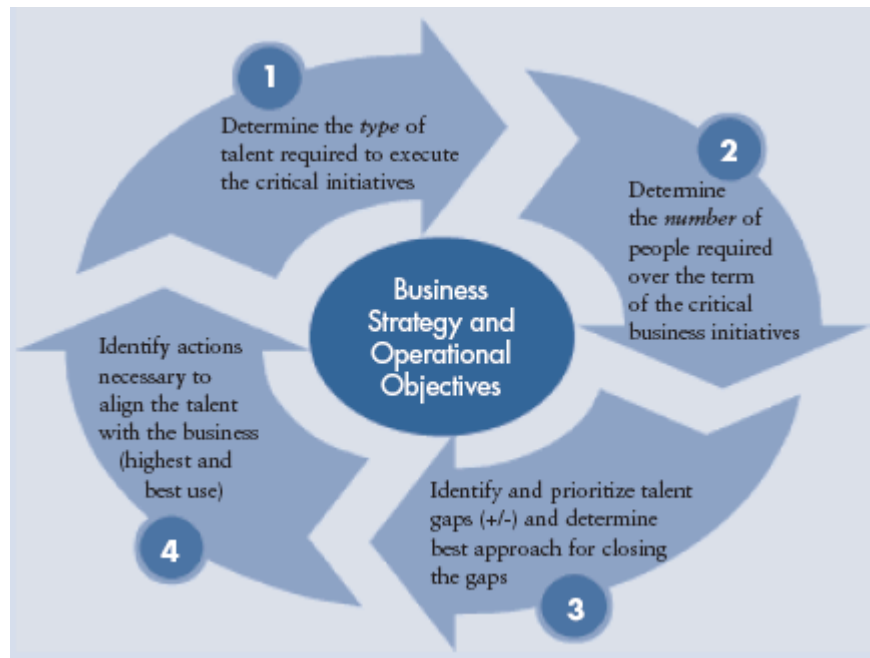 1
Determine the type of
talent required to execute
the critical initiatives
2
Determine
the number of
people required
over the term
of the critical
business initiatives
Business
Strategy and
Operational
Objectives
Identify and prioritize talent
gaps (+/-) and determine
best approach for closing
the gaps
3
Identify actions
necessary to
align the talent
with the business
(highest and
best use)
4